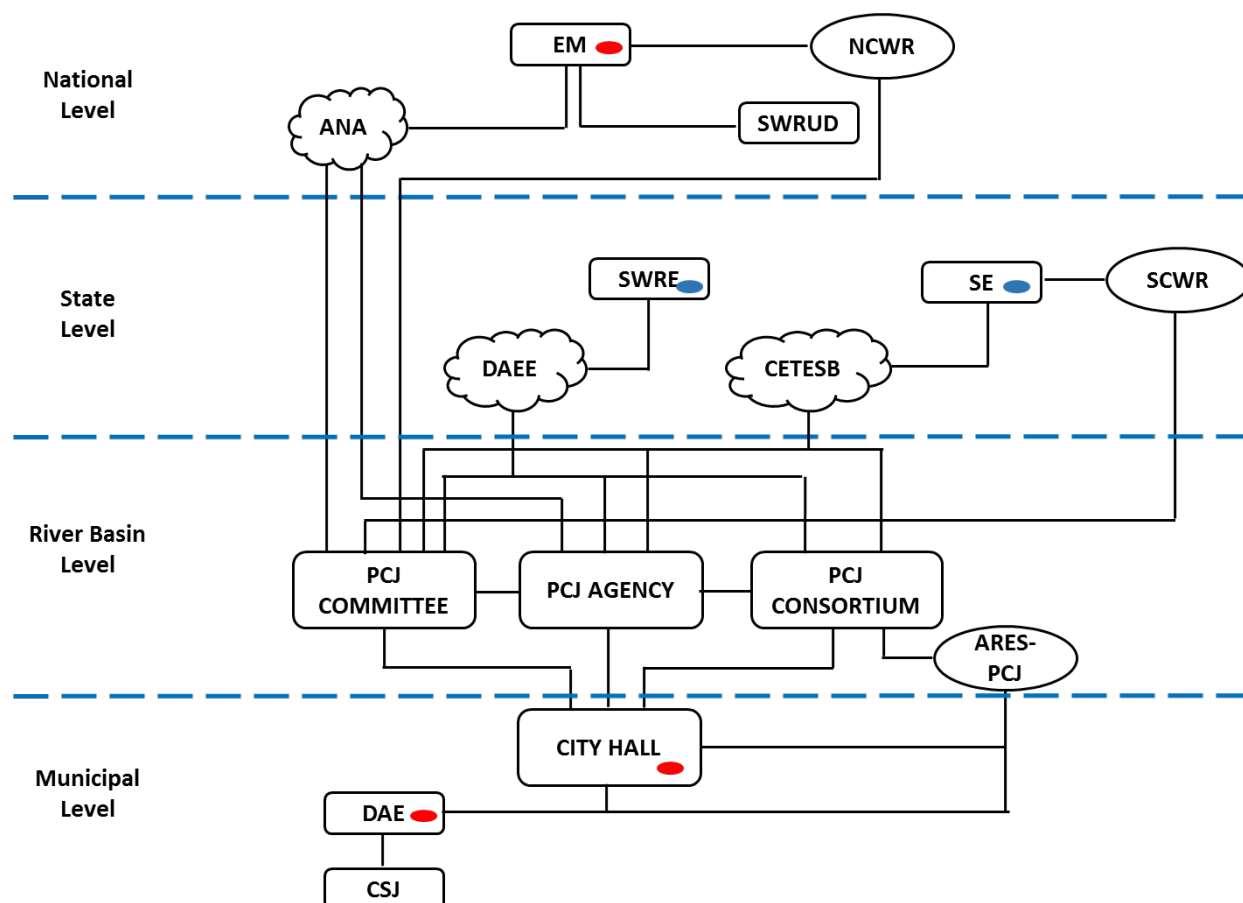 National
Level
EM
NCWR
ANA
SWRUD
State
Level
SWRE
SE
SCWR
DAEE
CETESB
River Basin
Level
PCJ
COMMITTEE
PCJ AGENCY
PCJ
CONSORTIUM
ARES-
PCJ
Municipal
Level
CITY HALL
DAE
CSJ